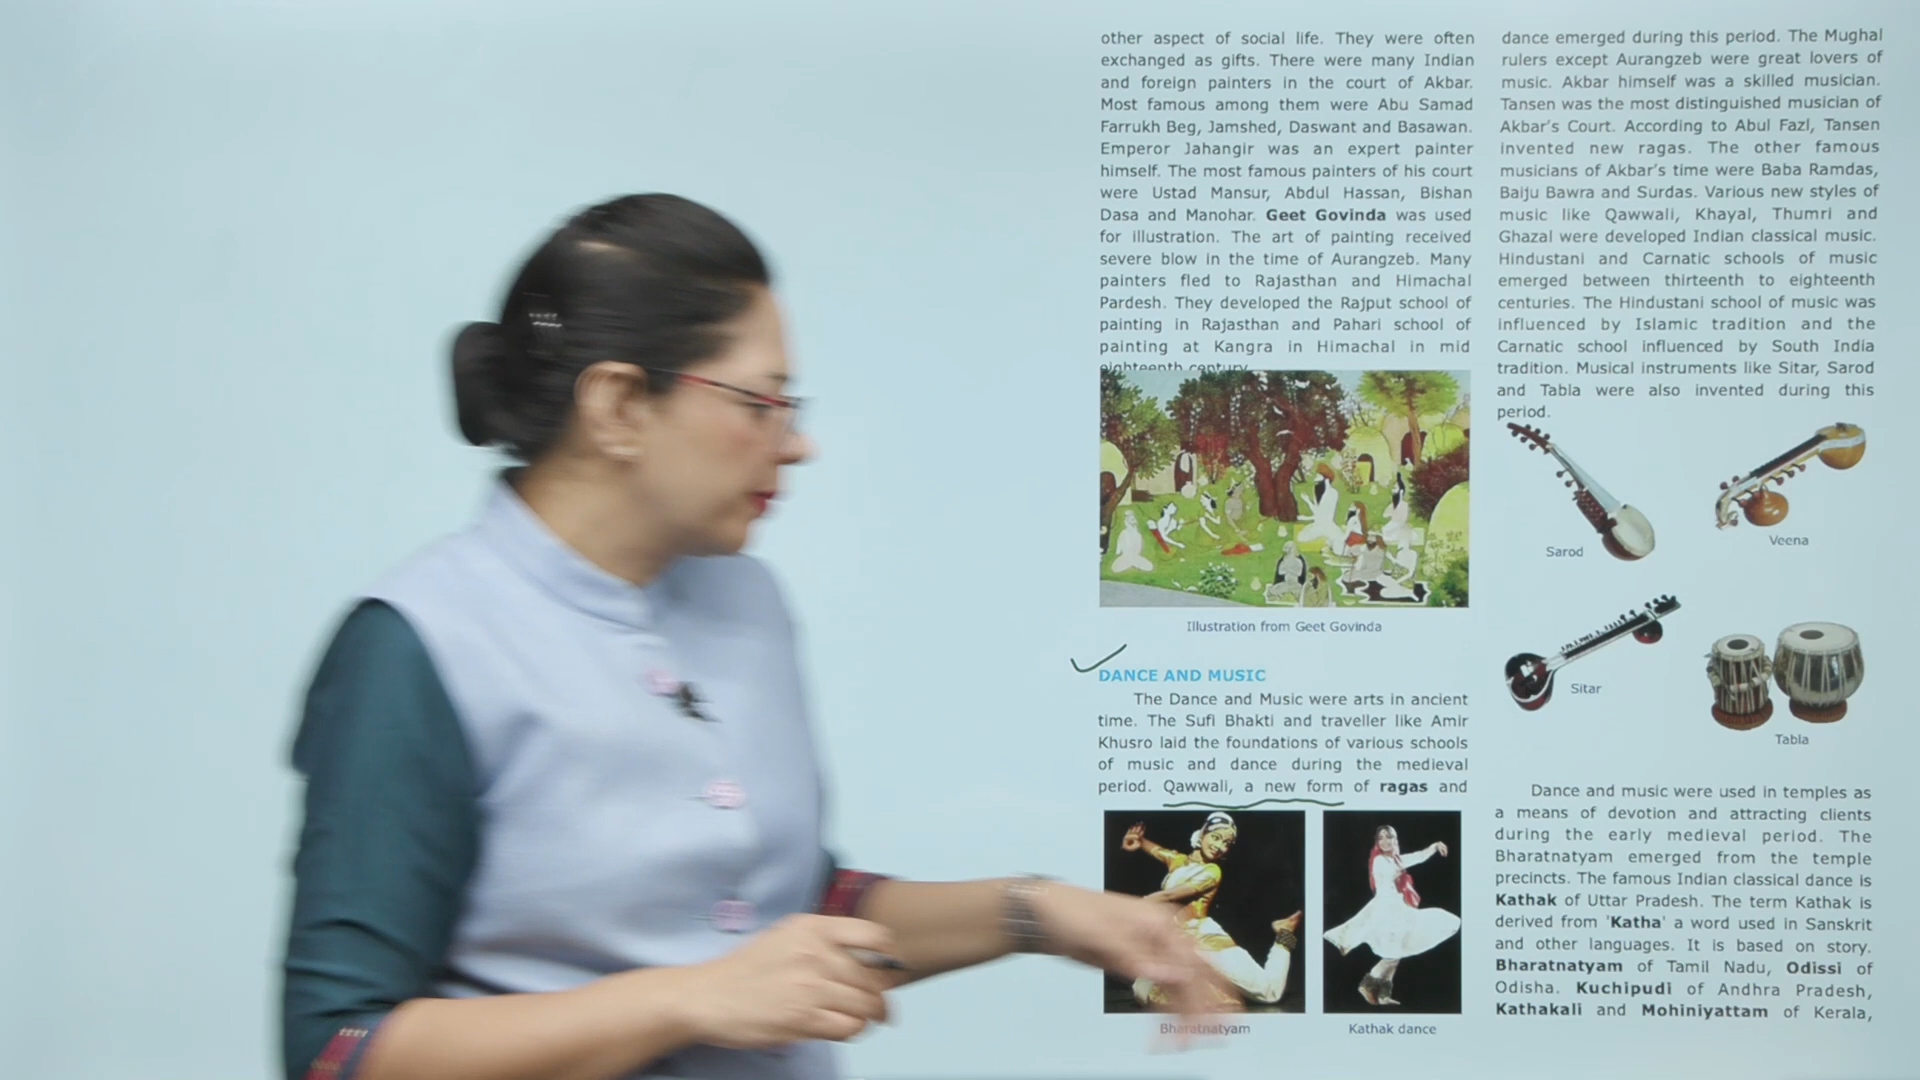 other aspect of social life. They were often
exchanged as gifts. There were many Indian
and foreign painters in the court of Akbar.
Most famous among them were Abu Samad
Farrukh Beg, Jamshed, Daswant and Basawan.
Emperor Jahangir was an expert painter
himself. The most famous painters of his court
were Ustad Mansur, Abdul Hassan, Bishan
Dasa and Manohar. Geet Govinda was used
for illustration. The art of painting received
severe blow in the time of Aurangzeb. Many
painters fled to Rajasthan and Himachal
Pardesh. They developed the Rajput school of
painting in Rajasthan and Pahari school of
painting at Kangra in Himachal in mid
eighteenth century.
Illustration from Geet Govinda
DANCE AND MUSIC
The Dance and Music were arts in ancient
time. The Sufi Bhakti and traveller like Amir
Khusro laid the foundations of various schools
of music and dance during the medieval
period. Qawwali, a new form of ragas and
Bharatnatyam
Kathak dance
dance emerged during this period. The Mughal
rulers except Aurangzeb were great lovers of
music. Akbar himself was a skilled musician.
Tansen was the most distinguished musician of
Akbar's Court. According to Abul Fazl, Tansen
invented new ragas. The other famous
musicians of Akbar's time were Baba Ramdas,
Baiju Bawra and Surdas. Various new styles of
music like Qawwali, Khayal, Thumri and
Ghazal were developed Indian classical music.
Hindustani and Carnatic schools of music
emerged between thirteenth to eighteenth
centuries. The Hindustani school of music was
influenced by Islamic tradition and the
Carnatic school influenced by South India
tradition. Musical instruments like Sitar, Sarod
and Tabla were also invented during this
period.
Sarod
Veena
Sitar
Tabla
Dance and music were used in temples as
a means of devotion and attracting clients
during the early medieval period. The
Bharatnatyam emerged from the temple
precincts. The famous Indian classical dance is
Kathak of Uttar Pradesh. The term Kathak is
derived from 'Katha' a word used in Sanskrit
and other languages. It is based on story.
Bharatnatyam of Tamil Nadu, Odissi of
Odisha. Kuchipudi of Andhra Pradesh,
Kathakali and Mohiniyattam of Kerala,